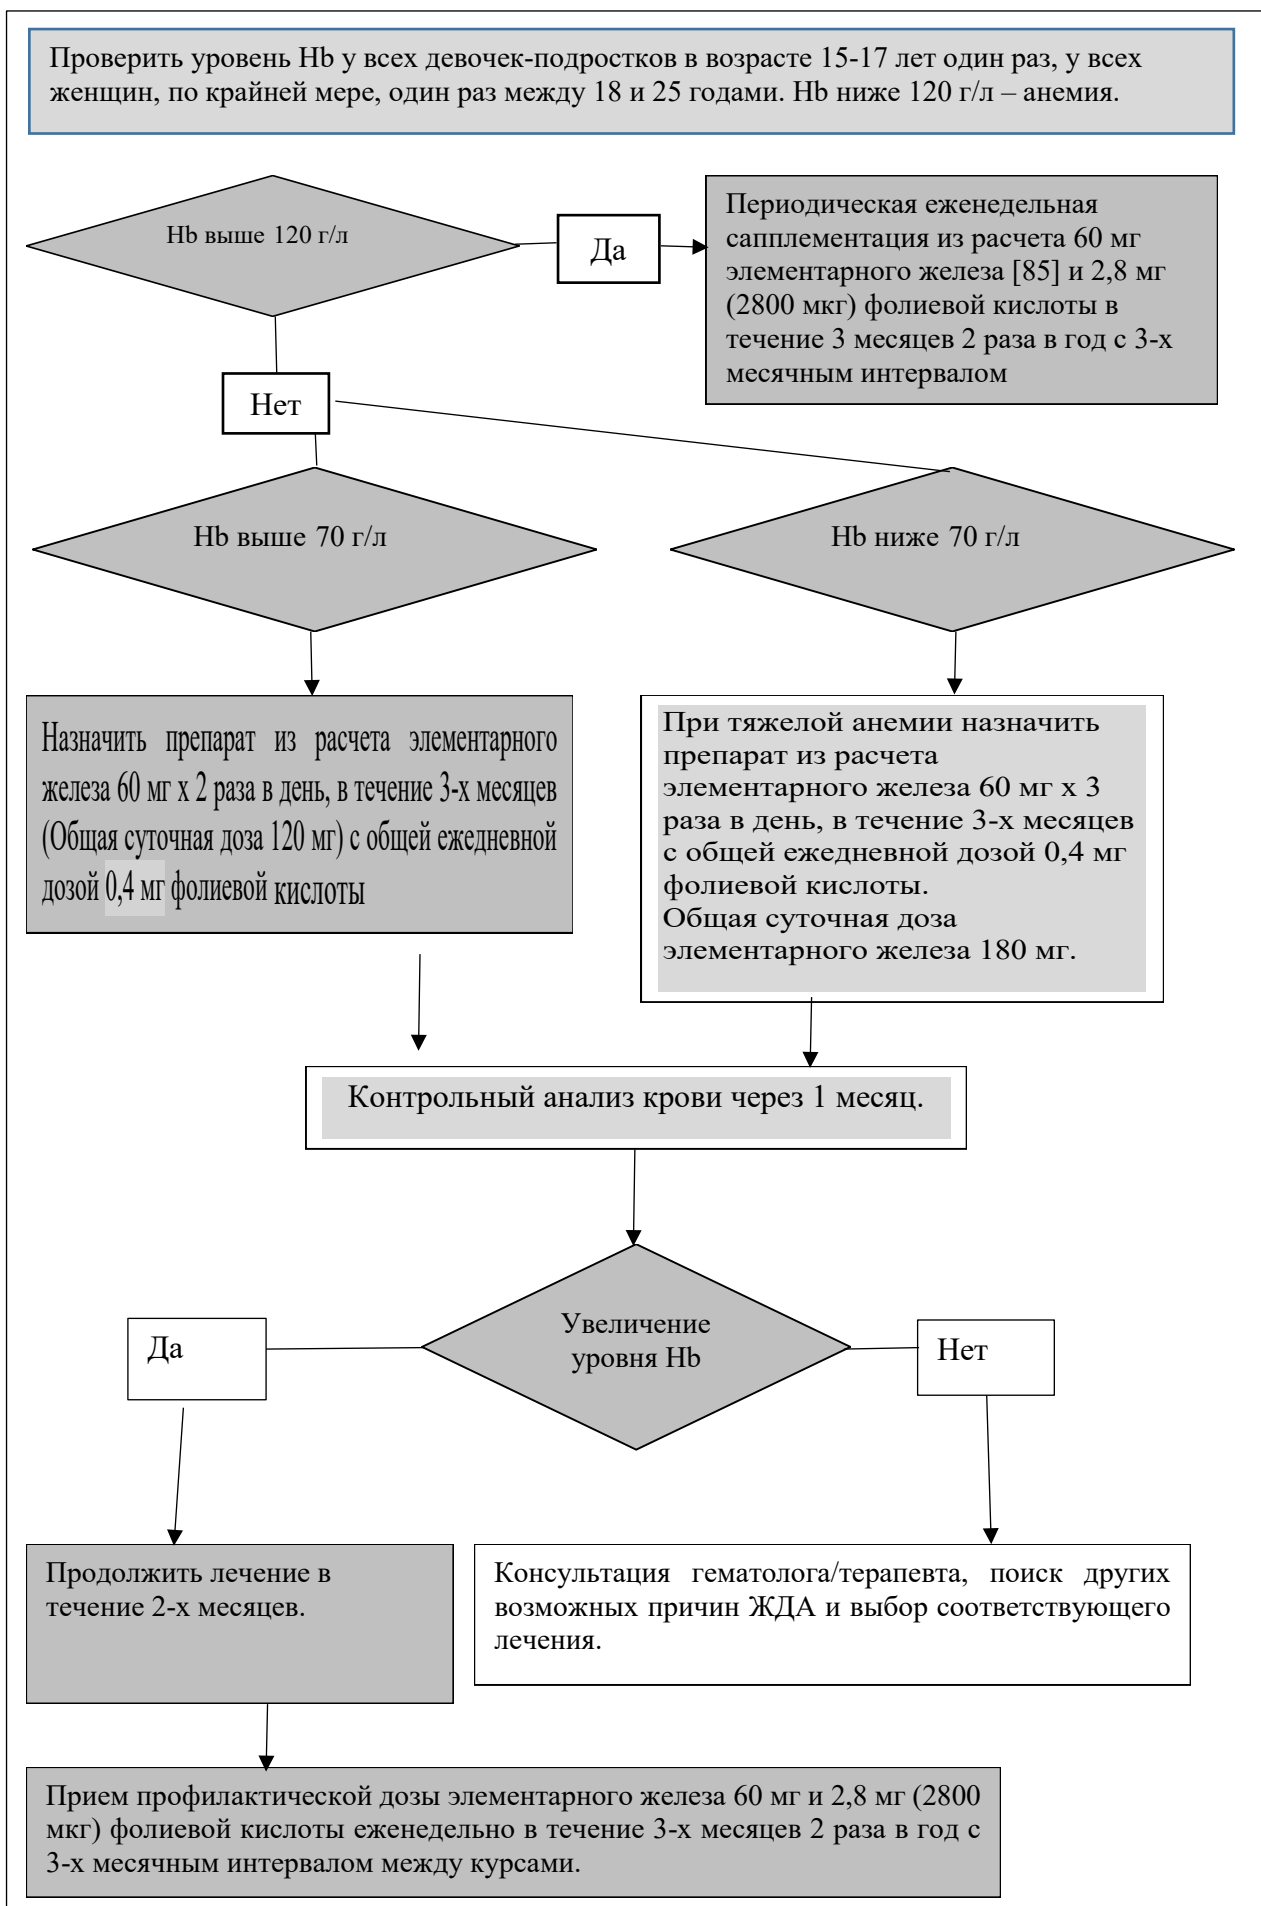 Проверить уровень Hb у всех девочек-подростков в возрасте 15-17 лет один раз, у всех
женщин, по крайней мере, один раз между 18 и 25 годами. Hb ниже 120 г/л – анемия.
Hb выше 120 г/л
Да
Периодическая еженедельная
сапплементация из расчета 60 мг
элементарного железа [85] и 2,8 мг
(2800 мкг) фолиевой кислоты в
течение 3 месяцев 2 раза в год с 3-х
месячным интервалом
Нет
Hb выше 70 г/л
Hb ниже 70 г/л
Назначить препарат из расчета элементарного
железа 60 мг х 2 раза в день, в течение 3-х месяцев
(Общая суточная доза 120 мг) с общей ежедневной
дозой 0,4 мг фолиевой кислоты
При тяжелой анемии назначить
препарат из расчета
элементарного железа 60 мг х 3
раза в день, в течение 3-х месяцев
с общей ежедневной дозой 0,4 мг
фолиевой кислоты.
Общая суточная доза
элементарного железа 180 мг.
Контрольный анализ крови через 1 месяц.
Увеличение
уровня Hb
Да
Нет
Продолжить лечение в
течение 2-х месяцев.
Консультация гематолога/терапевта, поиск других
возможных причин ЖДА и выбор соответствующего
лечения.
Прием профилактической дозы элементарного железа 60 мг и 2,8 мг (2800
мкг) фолиевой кислоты еженедельно в течение 3-х месяцев 2 раза в год с
3-х месячным интервалом между курсами.